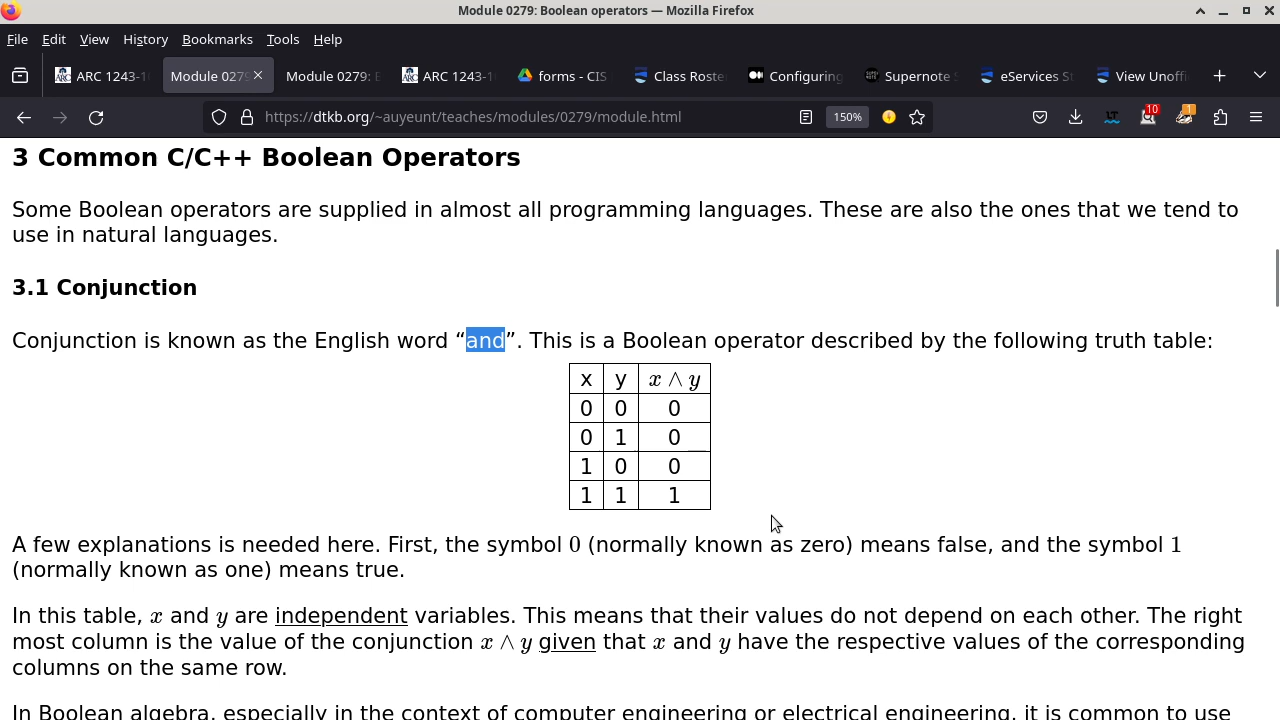 Module 0279: Boolean operators — Mozilla Firefox
File Edit View History Bookmarks Tools Help
ARC 1243-1 Module 0279 Module 0279: B ARC 1243-1 forms - CIS Class Roste Configuring Supernote S eServices St View Unoffi
https://dtkb.org/~auyeunt/teaches/modules/0279/module.html 150% 10 1
3 Common C/C++ Boolean Operators
Some Boolean operators are supplied in almost all programming languages. These are also the ones that we tend to
use in natural languages.
3.1 Conjunction
Conjunction is known as the English word “and”. This is a Boolean operator described by the following truth table:
x y x ∧ y
0 0 0
0 1 0
1 0 0
1 1 1
A few explanations is needed here. First, the symbol 0 (normally known as zero) means false, and the symbol 1
(normally known as one) means true.
In this table, x and y are independent variables. This means that their values do not depend on each other. The right
most column is the value of the conjunction x ∧ y given that x and y have the respective values of the corresponding
columns on the same row.
In Boolean algebra, especially in the context of computer engineering or electrical engineering, it is common to use